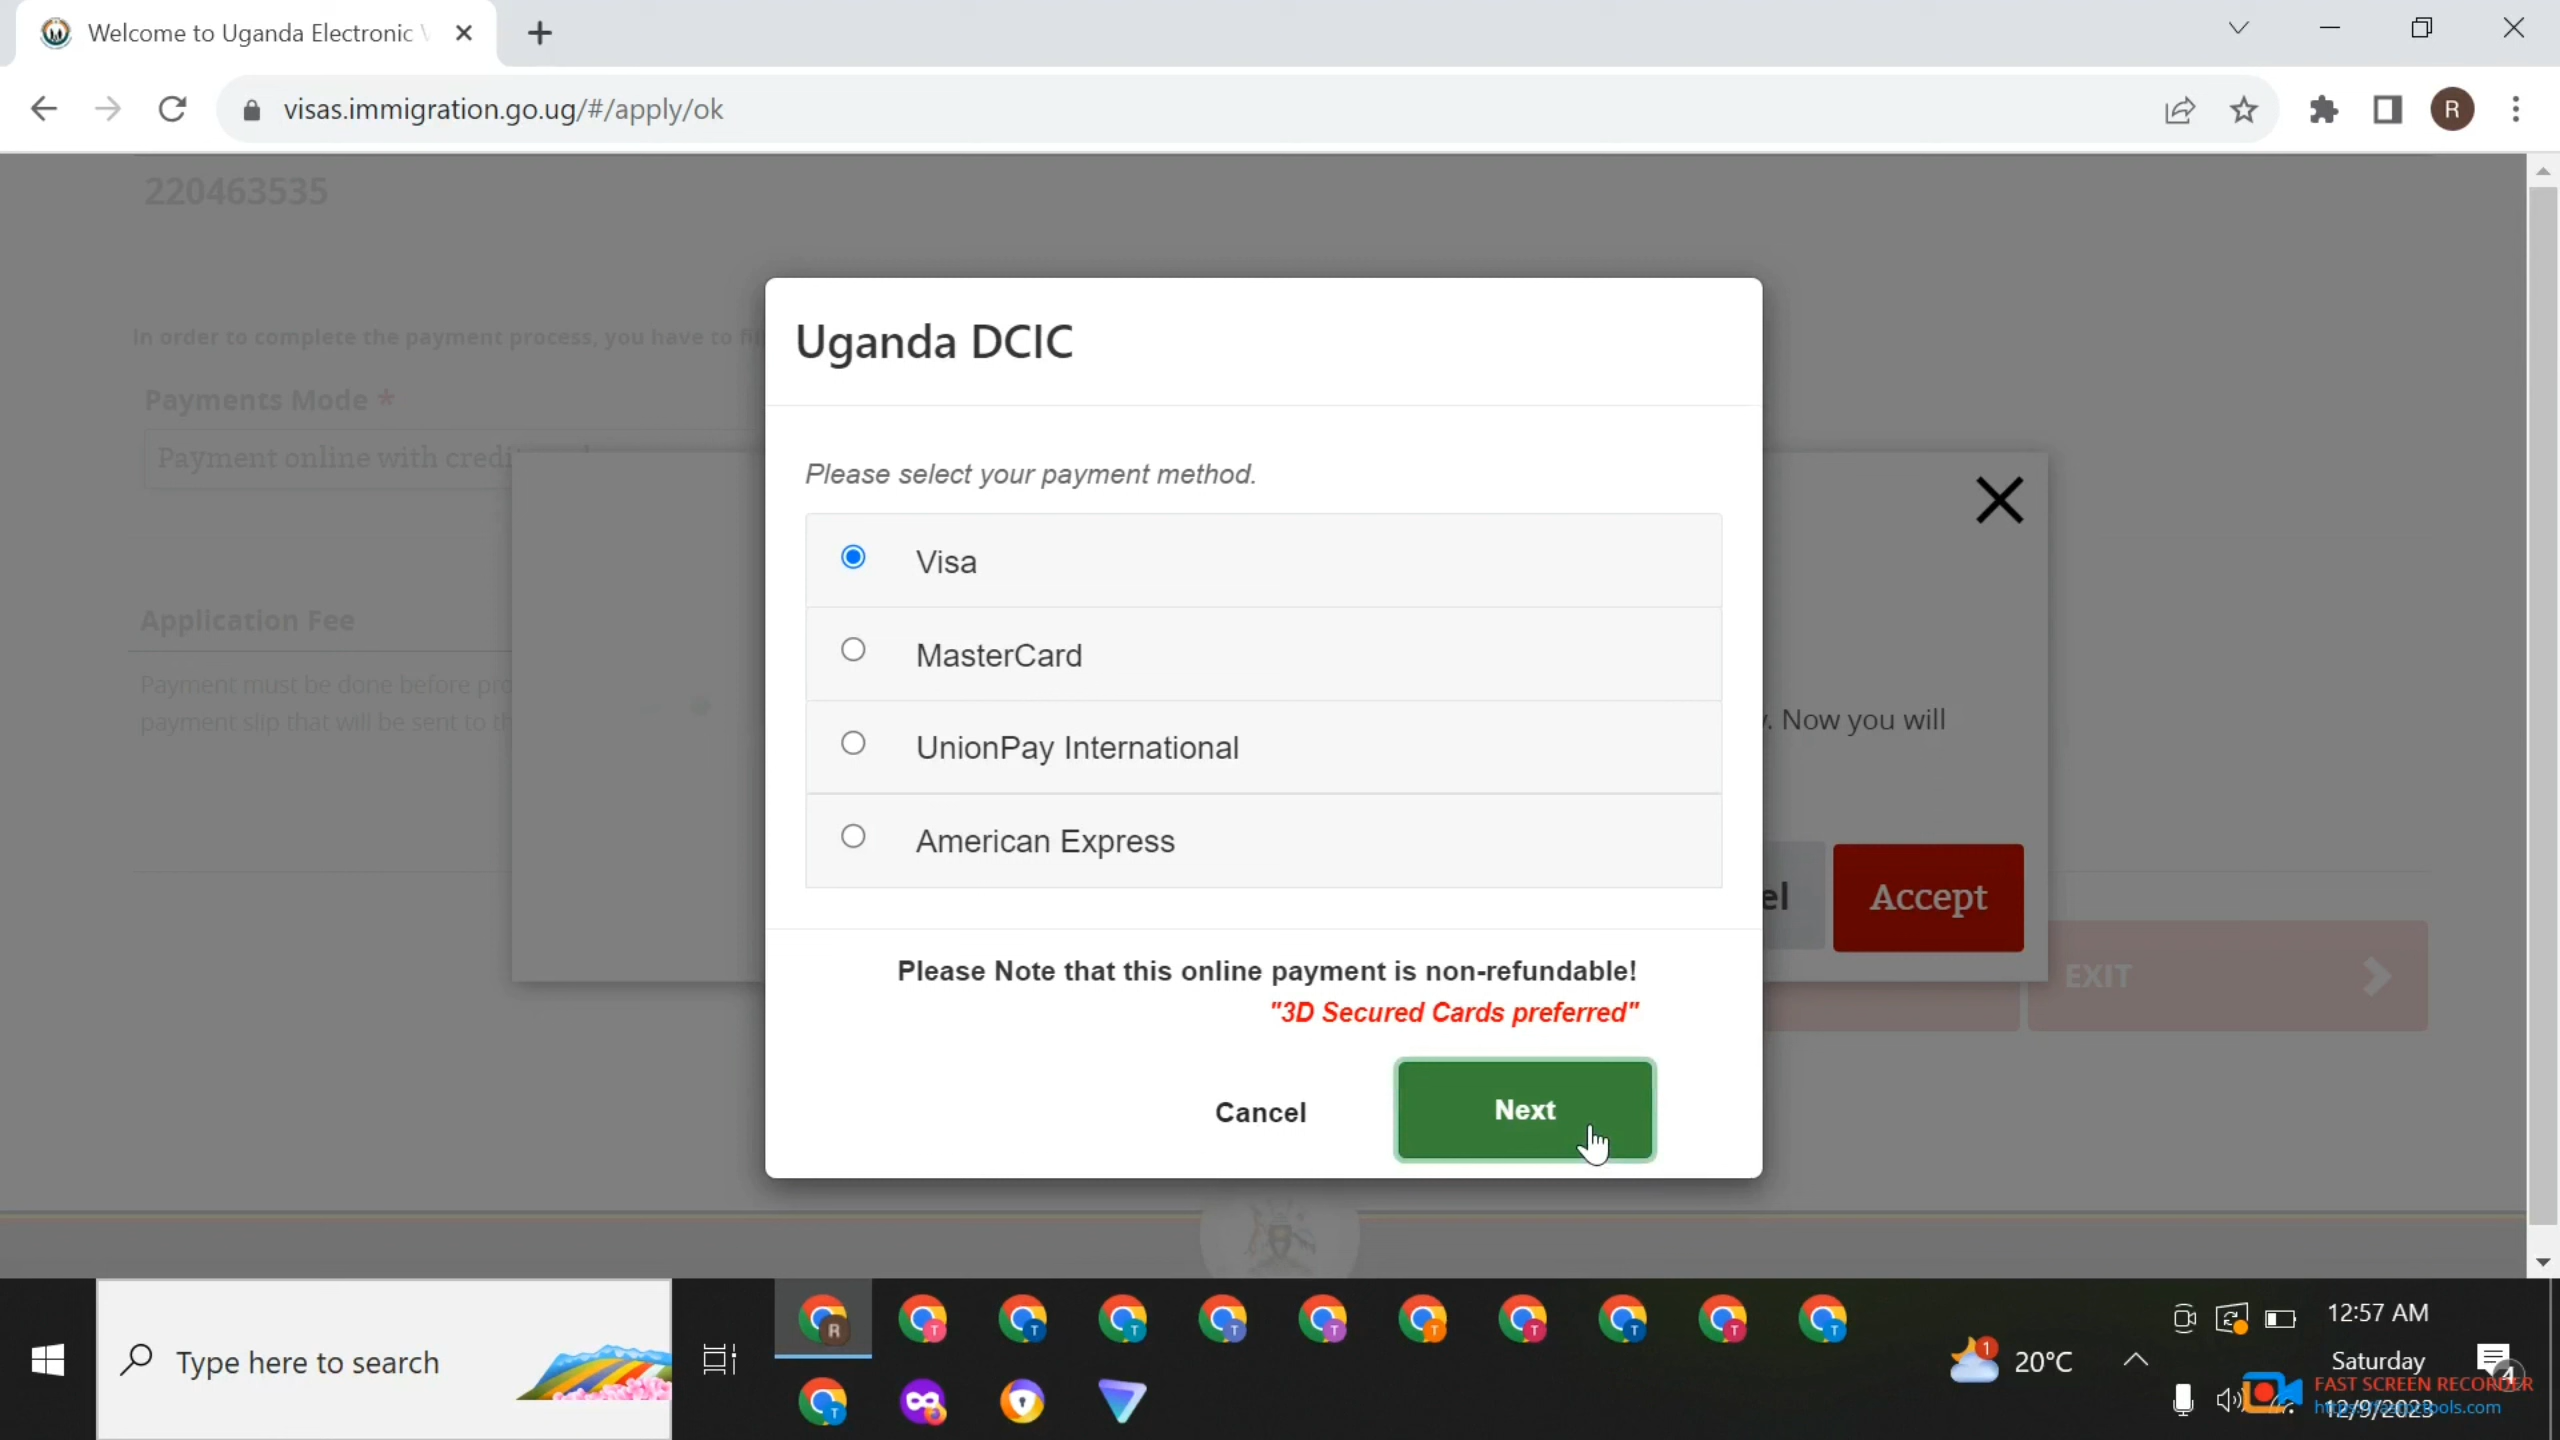 Welcome to Uganda Electronic
visas.immigration.go.ug/#/apply/ok
R
220463535
In order to complete the payment process, you have to
Payments Mode *
Payment online with credit
Application Fee
Payment must be done before
payment slip that will be sent to
Uganda DCIC
Please select your payment method.
Visa
MasterCard
UnionPay International
American Express
Please Note that this online payment is non-refundable!
"3D Secured Cards preferred"
Cancel
Next
. Now you will
el
Accept
EXIT
Type here to search
R T T T T T T T T T T
T
1
20°C
12:57 AM
Saturday
12/9/2023
4
FAST SCREEN RECORDER